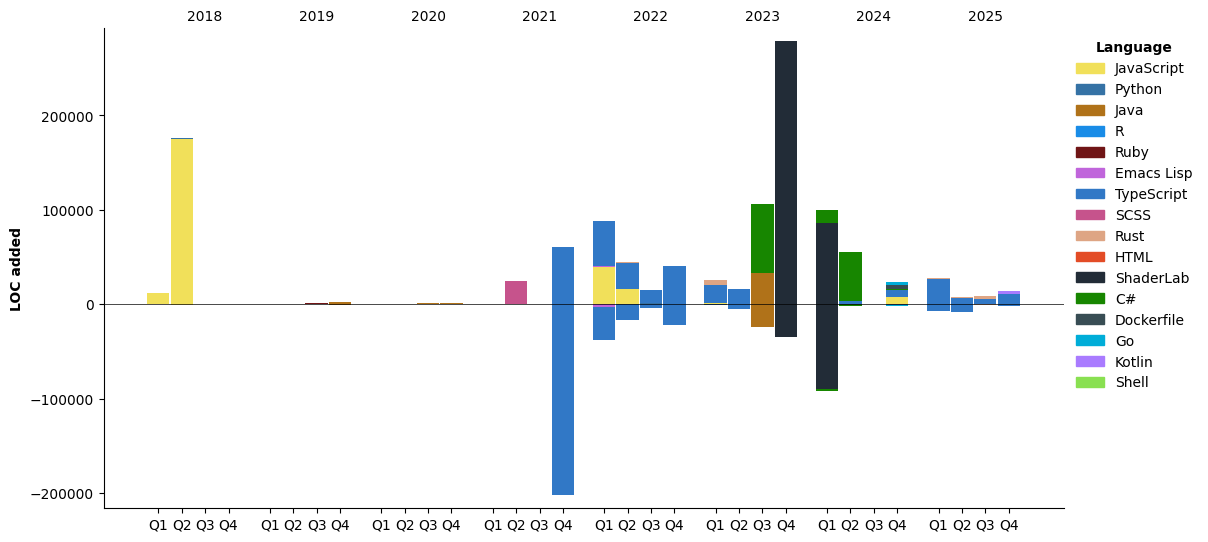 2018 2019 2020 2021 2022 2023 2024 2025
LOC added
200000
100000
0
−100000
−200000
Q1 Q2 Q3 Q4 Q1 Q2 Q3 Q4 Q1 Q2 Q3 Q4 Q1 Q2 Q3 Q4 Q1 Q2 Q3 Q4 Q1 Q2 Q3 Q4 Q1 Q2 Q3 Q4 Q1 Q2 Q3 Q4
Language
JavaScript
Python
Java
R
Ruby
Emacs Lisp
TypeScript
SCSS
Rust
HTML
ShaderLab
C#
Dockerfile
Go
Kotlin
Shell